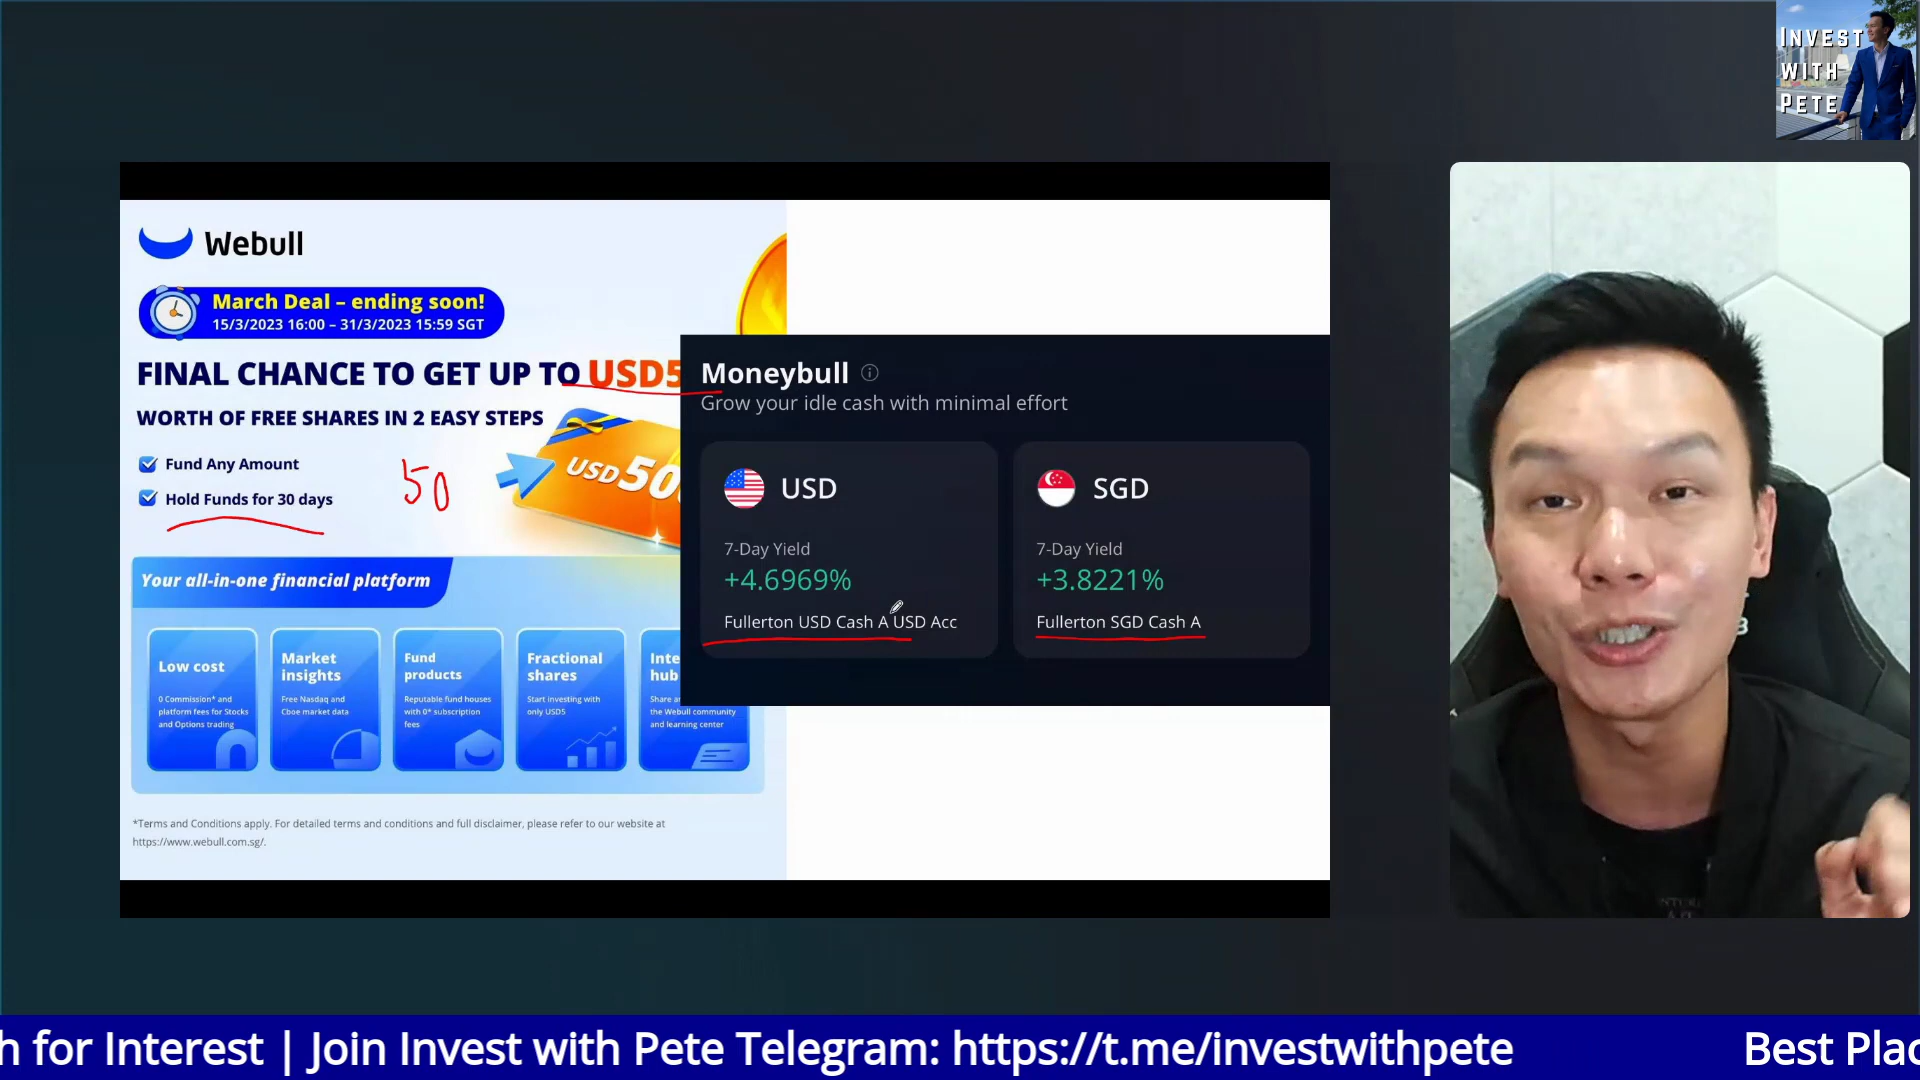 INVEST
WITH
PETE
Webull
March Deal – ending soon!
15/3/2023 16:00 – 31/3/2023 15:59 SGT
FINAL CHANCE TO GET UP TO USD5
WORTH OF FREE SHARES IN 2 EASY STEPS
Fund Any Amount
Hold Funds for 30 days
50
USD50
Your all-in-one financial platform
Low cost
0 Commission* and
platform fees for Stocks
and Options trading
Market
insights
Free Nasdaq and
Cboe market data
Fund
products
Reputable fund houses
with 0* subscription
fees
Fractional
shares
Start investing with
only USD5
Inte
hub
Share a
the Webull community
and learning center
*Terms and Conditions apply. For detailed terms and conditions and full disclaimer, please refer to our website at
https://www.webull.com.sg/.
Moneybull
Grow your idle cash with minimal effort
USD
7-Day Yield
+4.6969%
Fullerton USD Cash A USD Acc
SGD
7-Day Yield
+3.8221%
Fullerton SGD Cash A
h for Interest | Join Invest with Pete Telegram: https://t.me/investwithpete
Best Plac